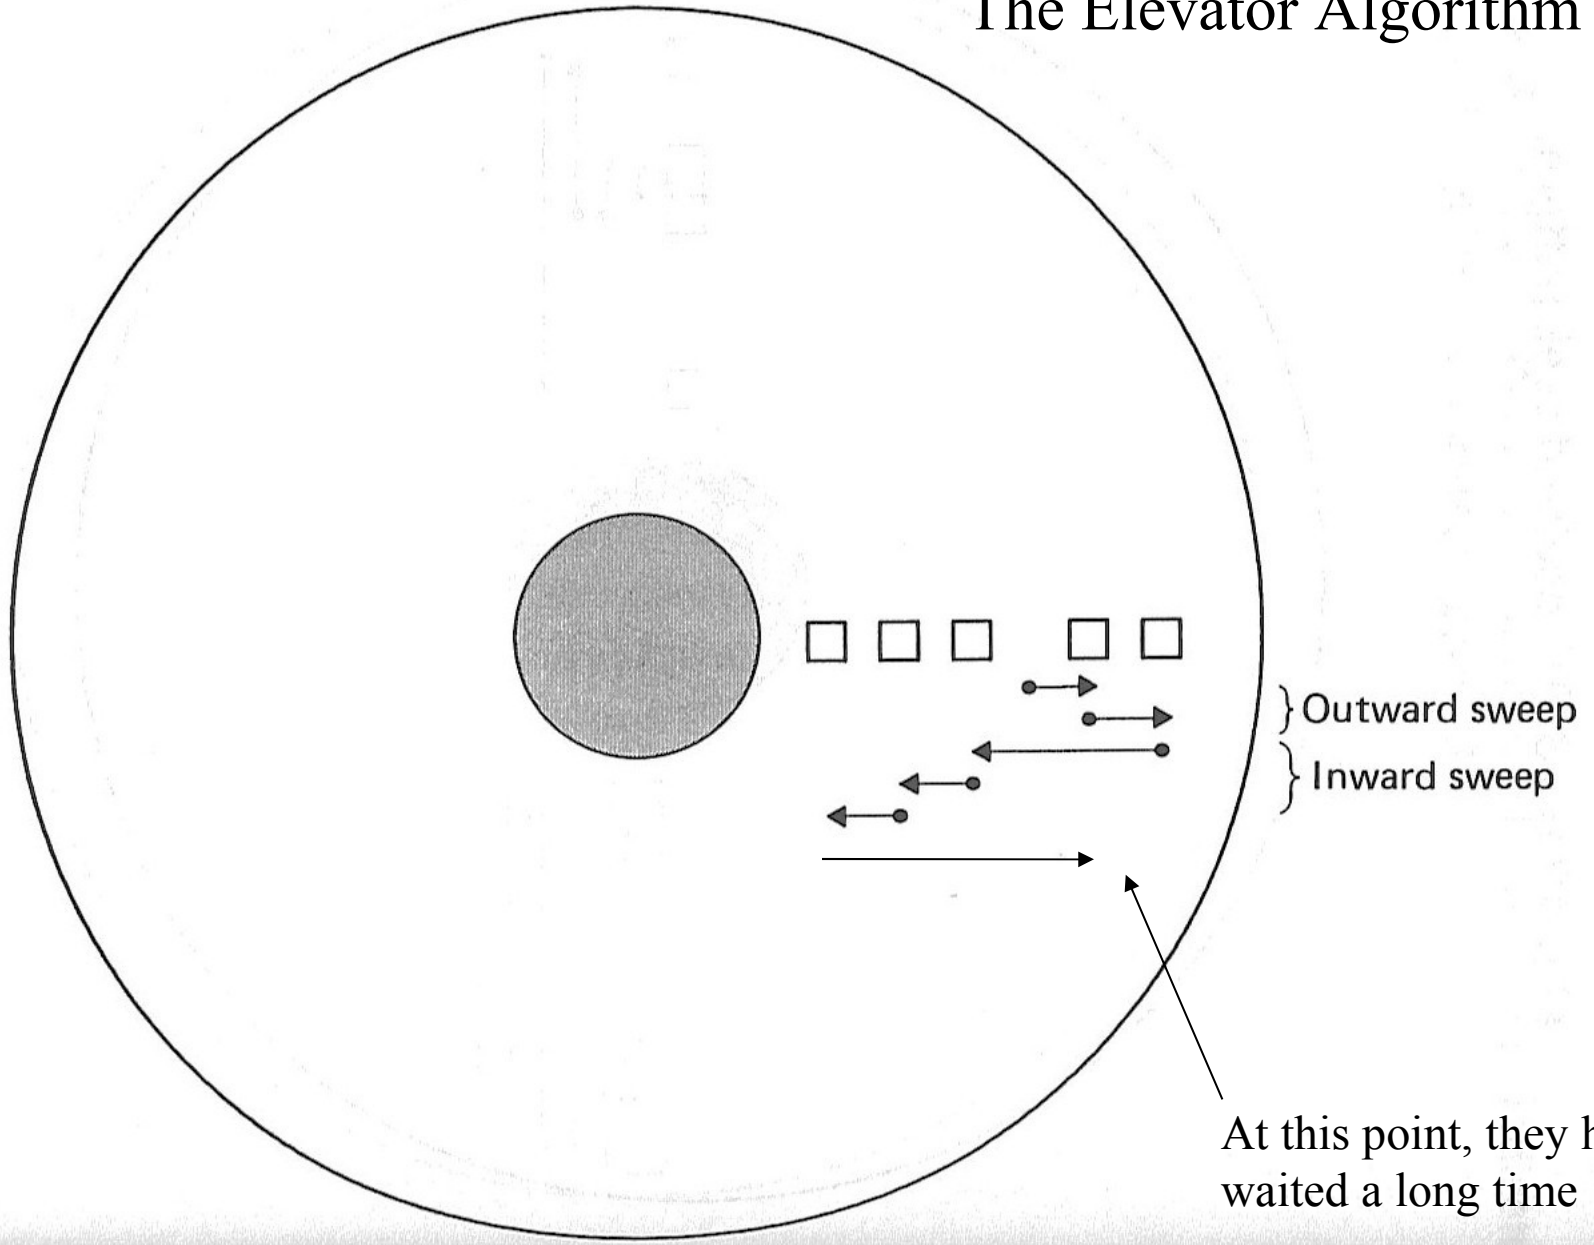 The Elevator Algorithm
} Outward sweep
} Inward sweep
At this point, they
waited a long time